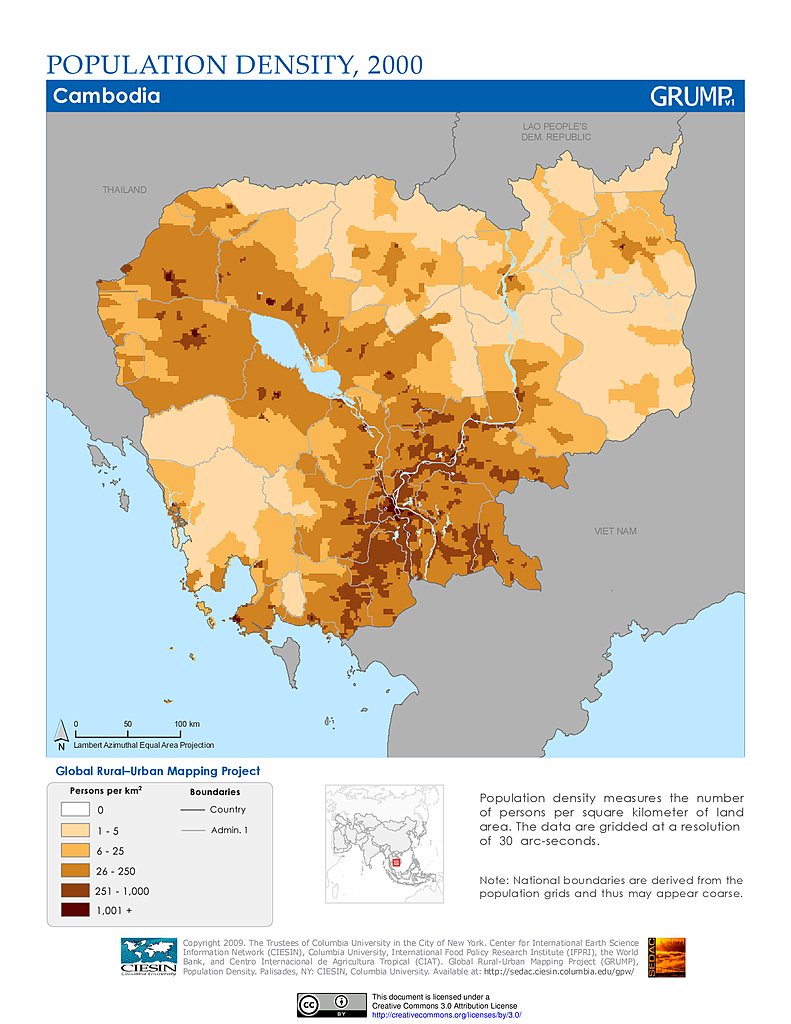 POPULATION DENSITY, 2000
Cambodia
GRUMPv1
LAO PEOPLE'S
DEM. REPUBLIC
THAILAND
VIET NAM
0 50 100 km
N
Lambert Azimuthal Equal Area Projection
Global Rural–Urban Mapping Project
Persons per km²
0
1 - 5
6 - 25
26 - 250
251 - 1,000
1,001 +
Boundaries
Country
Admin. 1
Population density measures the number
of persons per square kilometer of land
area. The data are gridded at a resolution
of 30 arc-seconds.
Note: National boundaries are derived from the
population grids and thus may appear coarse.
CIESIN
Columbia University
Copyright 2009. The Trustees of Columbia University in the City of New York. Center for International Earth Science
Information Network (CIESIN), Columbia University, International Food Policy Research Institute (IFPRI), the World
Bank, and Centro Internacional de Agricultura Tropical (CIAT). Global Rural-Urban Mapping Project (GRUMP),
Population Density. Palisades, NY: CIESIN, Columbia University. Available at: http://sedac.ciesin.columbia.edu/gpw/
SEDAC
cc
BY
This document is licensed under a
Creative Commons 3.0 Attribution License
http://creativecommons.org/licenses/by/3.0/